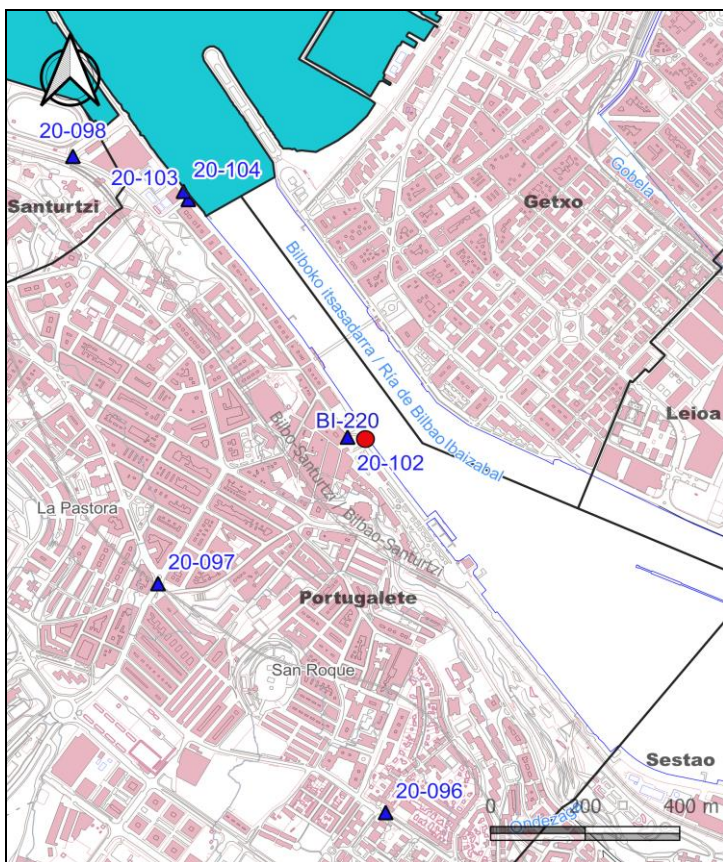 20-098
20-103
20-104
Santurtzi
Getxo
Gobela
Bilboko itsasadarra / Ría de Bilbao
Ibaizabal
Leioa
BI-220
20-102
Bilbo-Santurtzi / Bilbao-Santurtzi
La Pastora
20-097
Portugalete
San Roque
Sestao
20-096
0 200 400 m